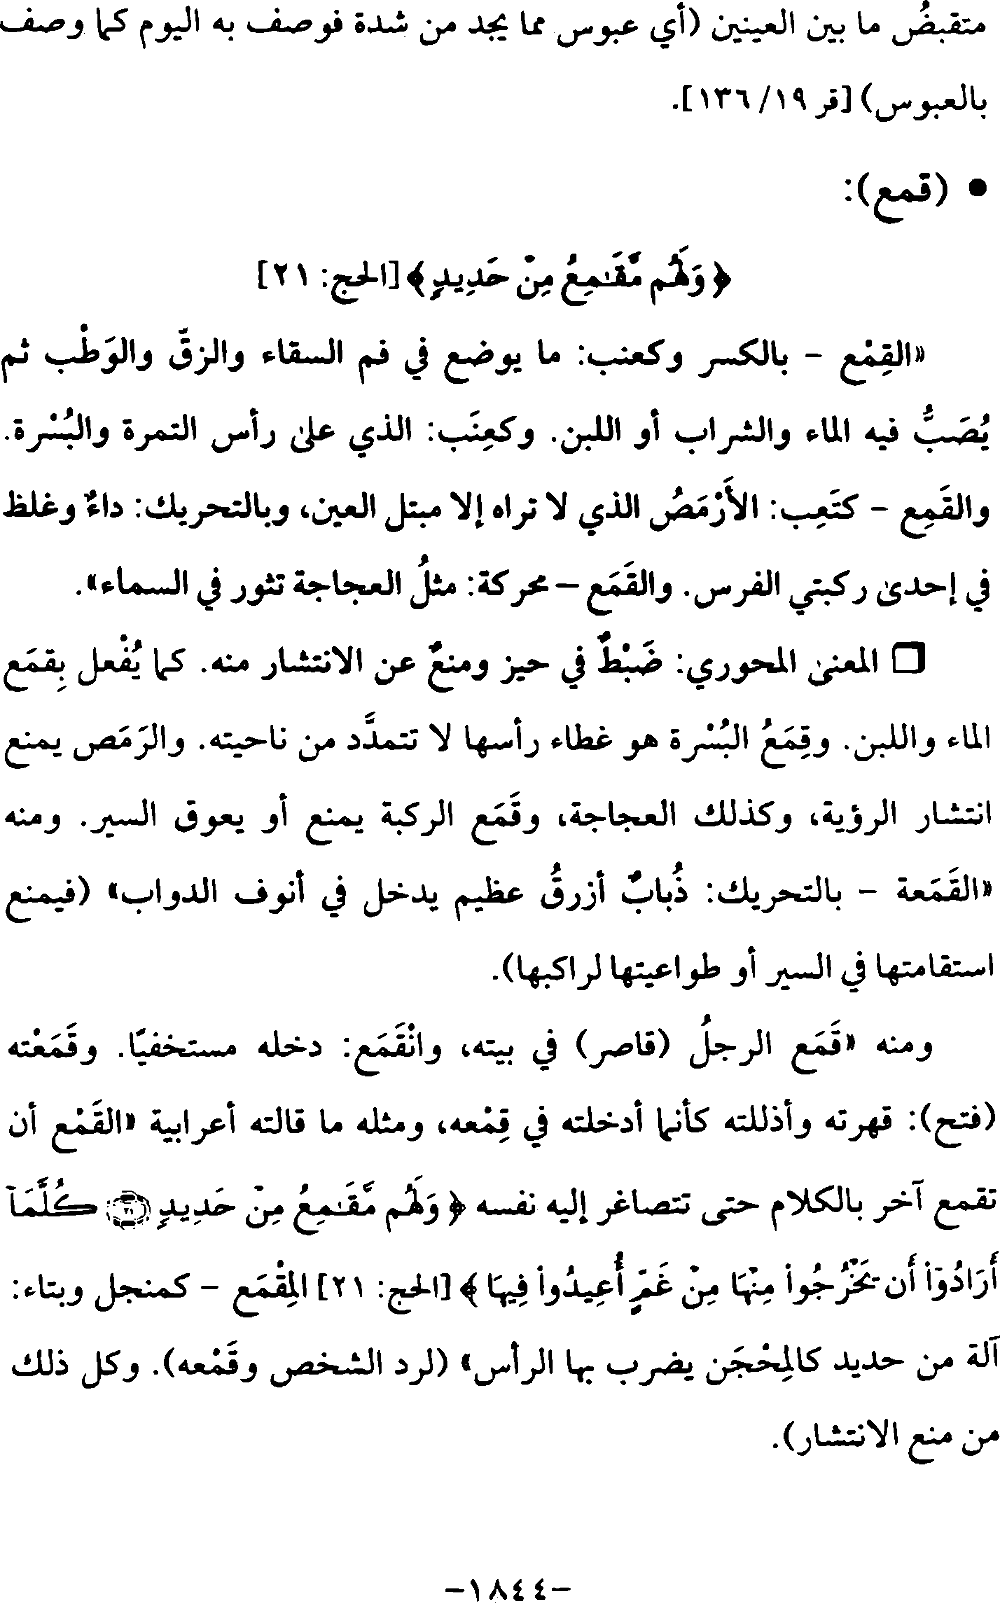 متقبضُ ما بين العينين (أي عبوس مما يجد من شدة فوصف به اليوم كما وصف
بالعبوس) [قر ١٩/ ١٣٦].
• (قمع):
﴿ وَلَهُم مَّقَـٰمِعُ مِنْ حَدِيدٍ ﴾ [الحج: ٢١]
«القِمْع - بالكسر وكعنب: ما يوضع في فم السقاء والزقّ والوَطْب ثم
يُصَبُّ فيه الماء والشراب أو اللبن. وكعِنَب: الذي على رأس التمرة والبُسْرة.
والقَمِع - كتَعِب: الأَرْمَصُ الذي لا تراه إلا مبتل العين، وبالتحريك: داءٌ وغلظ
في إحدى ركبتي الفرس. والقَمَع - محركة: مثلُ العجاجة تثور في السماء».
❒ المعنى المحوري: ضَبْطٌ في حيز ومنعٌ عن الانتشار منه. كما يُفْعل بِقمَع
الماء واللبن. وقِمَعُ البُسْرة هو غطاء رأسها لا تتمدَّد من ناحيته. والرَمَص يمنع
انتشار الرؤية، وكذلك العجاجة، وقَمَع الركبة يمنع أو يعوق السير. ومنه
«القَمَعة - بالتحريك: ذُبابٌ أزرقُ عظيم يدخل في أنوف الدواب» (فيمنع
استقامتها في السير أو طواعيتها لراكبها).
ومنه «قَمَع الرجلُ (قاصر) في بيته، وانْقَمَع: دخله مستخفيًا. وقَمَعْته
(فتح): قهرته وأذللته كأنما أدخلته في قِمْعه، ومثله ما قالته أعرابية «القَمْع أن
تقمع آخر بالكلام حتى تتصاغر إليه نفسه ﴿ وَلَهُم مَّقَـٰمِعُ مِنْ حَدِيدٍ ۝٢١ كُلَّمَآ
أَرَادُوٓا۟ أَن يَخْرُجُوا۟ مِنْهَا مِنْ غَمٍّ أُعِيدُوا۟ فِيهَا ﴾ [الحج: ٢١] المِقْمَع - كمنجل وبتاء:
آلة من حديد كالمِحْجَن يضرب بها الرأس» (لرد الشخص وقَمْعه). وكل ذلك
من منع الانتشار).
-١٨٤٤-